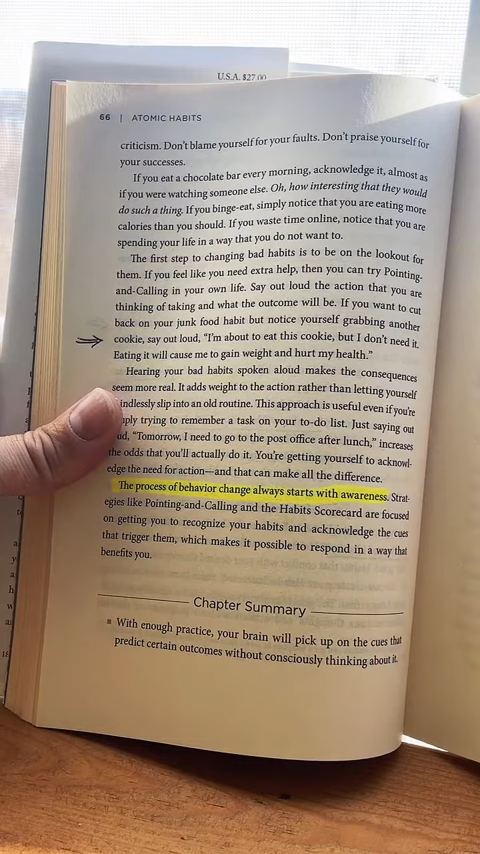 U.S.A. $27.00
66 | ATOMIC HABITS
criticism. Don't blame yourself for your faults. Don't praise yourself for
your successes.
If you eat a chocolate bar every morning, acknowledge it, almost as
if you were watching someone else. Oh, how interesting that they would
do such a thing. If you binge-eat, simply notice that you are eating more
calories than you should. If you waste time online, notice that you are
spending your life in a way that you do not want to.
The first step to changing bad habits is to be on the lookout for
them. If you feel like you need extra help, then you can try Pointing-
and-Calling in your own life. Say out loud the action that you are
thinking of taking and what the outcome will be. If you want to cut
back on your junk food habit but notice yourself grabbing another
cookie, say out loud, “I'm about to eat this cookie, but I don't need it.
Eating it will cause me to gain weight and hurt my health.”
Hearing your bad habits spoken aloud makes the consequences
seem more real. It adds weight to the action rather than letting yourself
indlessly slip into an old routine. This approach is useful even if you're
ply trying to remember a task on your to-do list. Just saying out
ud, “Tomorrow, I need to go to the post office after lunch,” increases
the odds that you'll actually do it. You're getting yourself to acknowl-
edge the need for action—and that can make all the difference.
The process of behavior change always starts with awareness. Strat-
egies like Pointing-and-Calling and the Habits Scorecard are focused
on getting you to recognize your habits and acknowledge the cues
that trigger them, which makes it possible to respond in a way that
benefits you.
Chapter Summary
▪ With enough practice, your brain will pick up on the cues that
predict certain outcomes without consciously thinking about it.